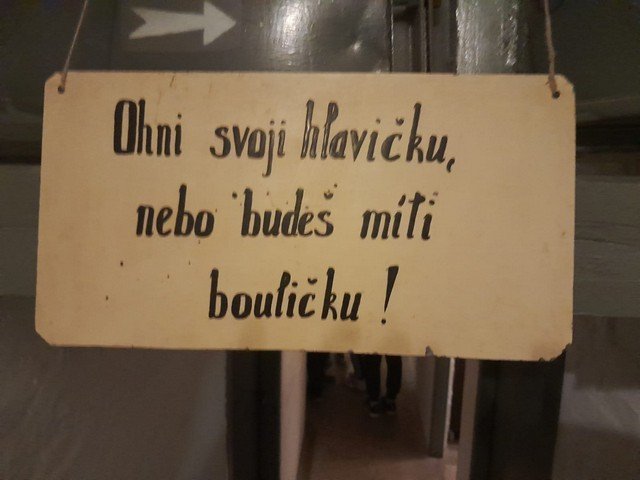 Ohni svoji hlavičku,
nebo budeš míti
bouličku!